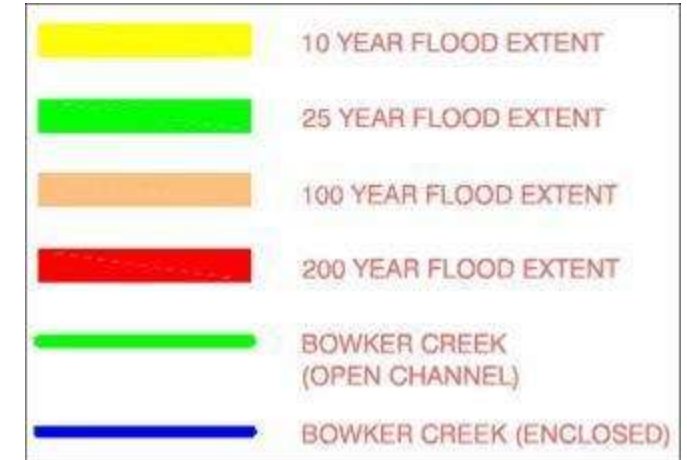 10 YEAR FLOOD EXTENT
25 YEAR FLOOD EXTENT
100 YEAR FLOOD EXTENT
200 YEAR FLOOD EXTENT
BOWKER CREEK
(OPEN CHANNEL)
BOWKER CREEK (ENCLOSED)